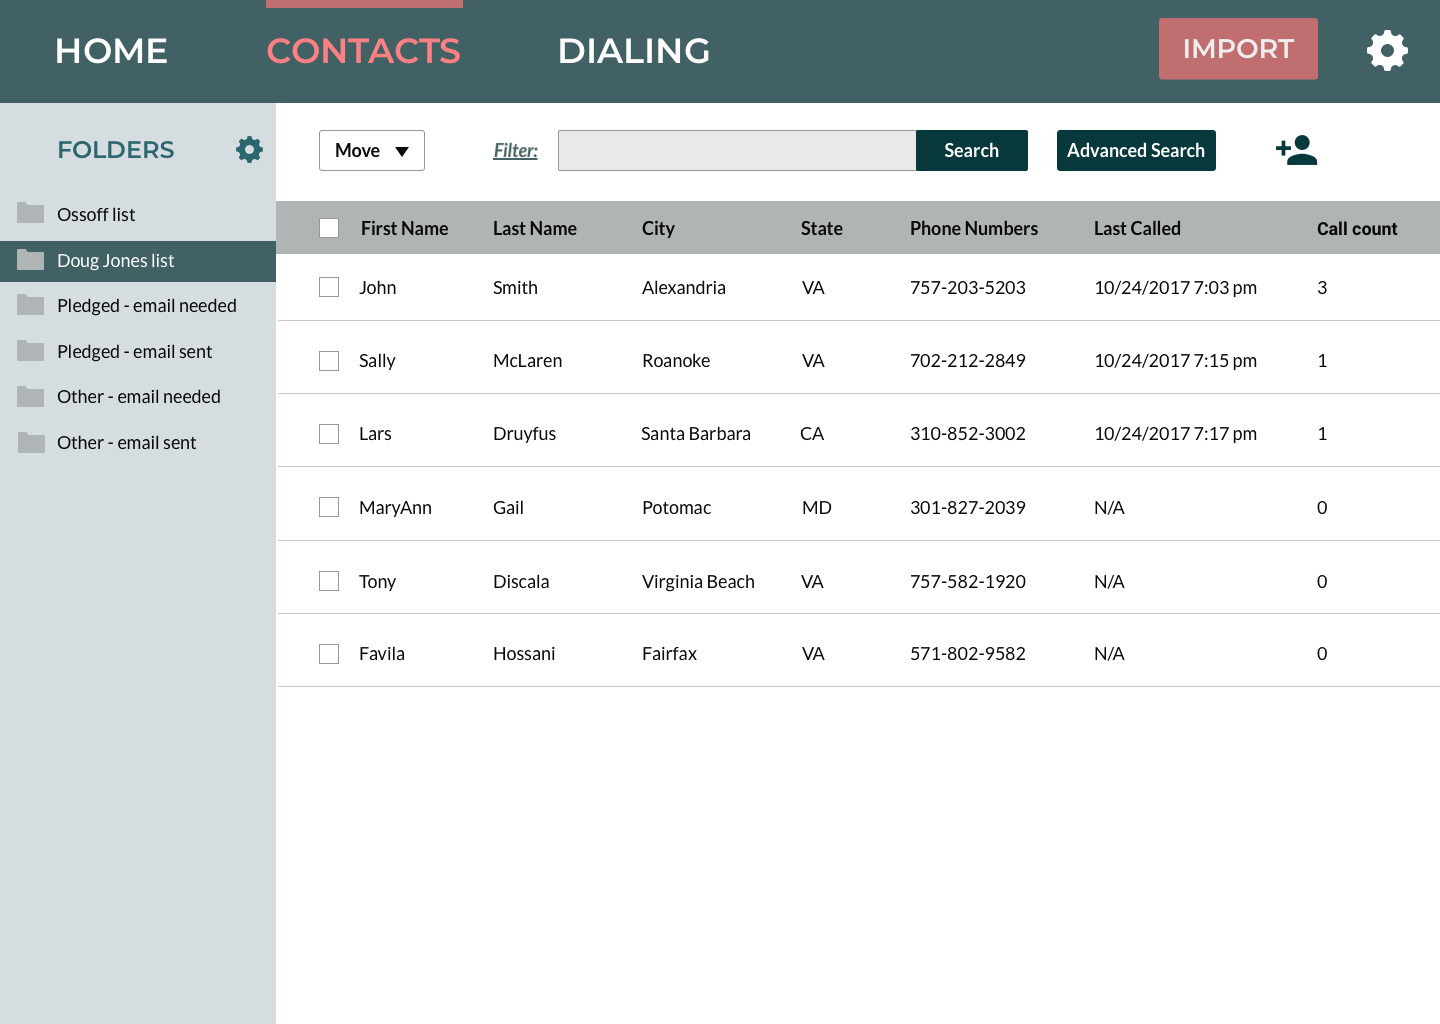 HOME CONTACTS DIALING IMPORT
FOLDERS
Ossoff list
Doug Jones list
Pledged - email needed
Pledged - email sent
Other - email needed
Other - email sent
Move Filter: Search Advanced Search
First Name Last Name City State Phone Numbers Last Called Call count
John Smith Alexandria VA 757-203-5203 10/24/2017 7:03 pm 3
Sally McLaren Roanoke VA 702-212-2849 10/24/2017 7:15 pm 1
Lars Druyfus Santa Barbara CA 310-852-3002 10/24/2017 7:17 pm 1
MaryAnn Gail Potomac MD 301-827-2039 N/A 0
Tony Discala Virginia Beach VA 757-582-1920 N/A 0
Favila Hossani Fairfax VA 571-802-9582 N/A 0